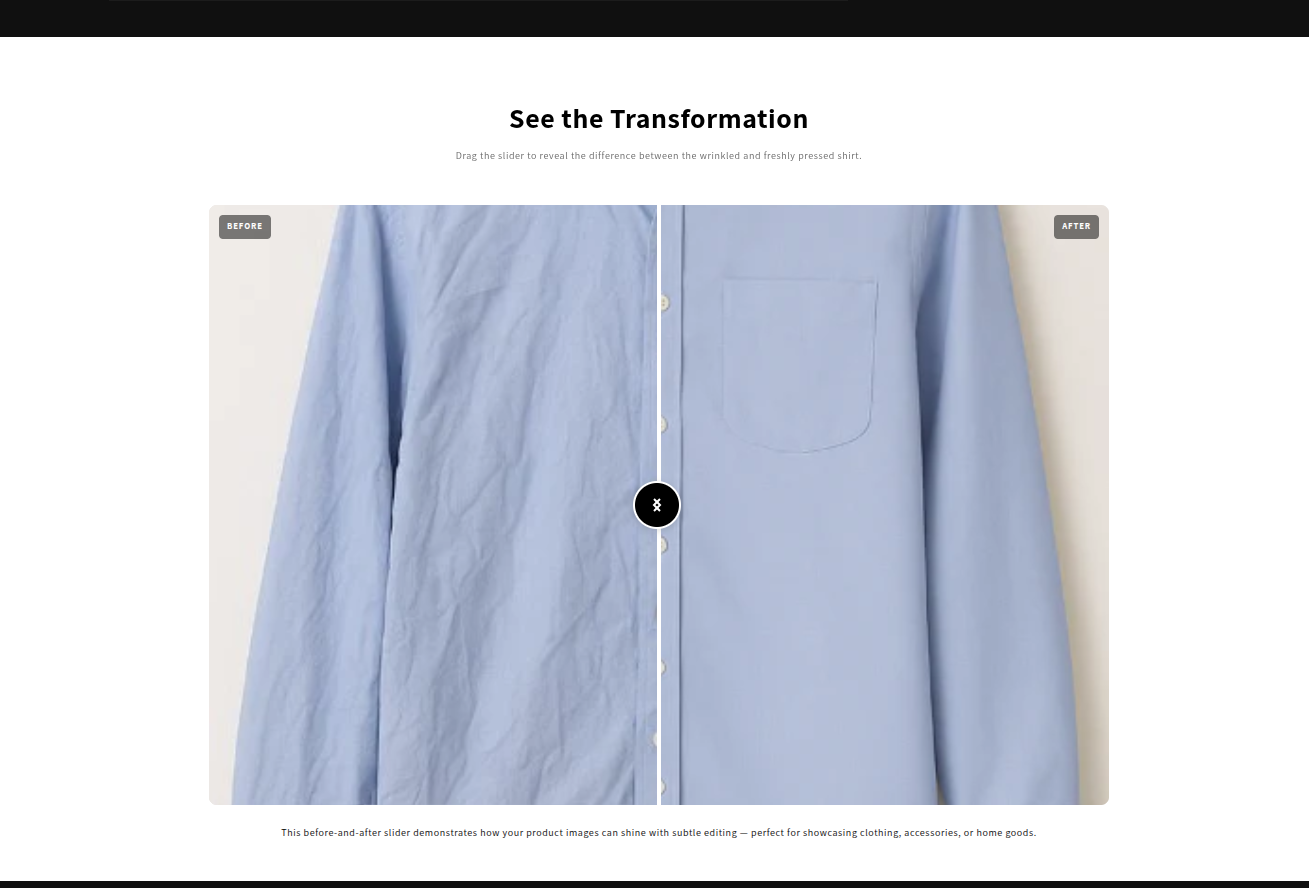 See the Transformation
Drag the slider to reveal the difference between the wrinkled and freshly pressed shirt.
BEFORE
AFTER
This before-and-after slider demonstrates how your product images can shine with subtle editing — perfect for showcasing clothing, accessories, or home goods.